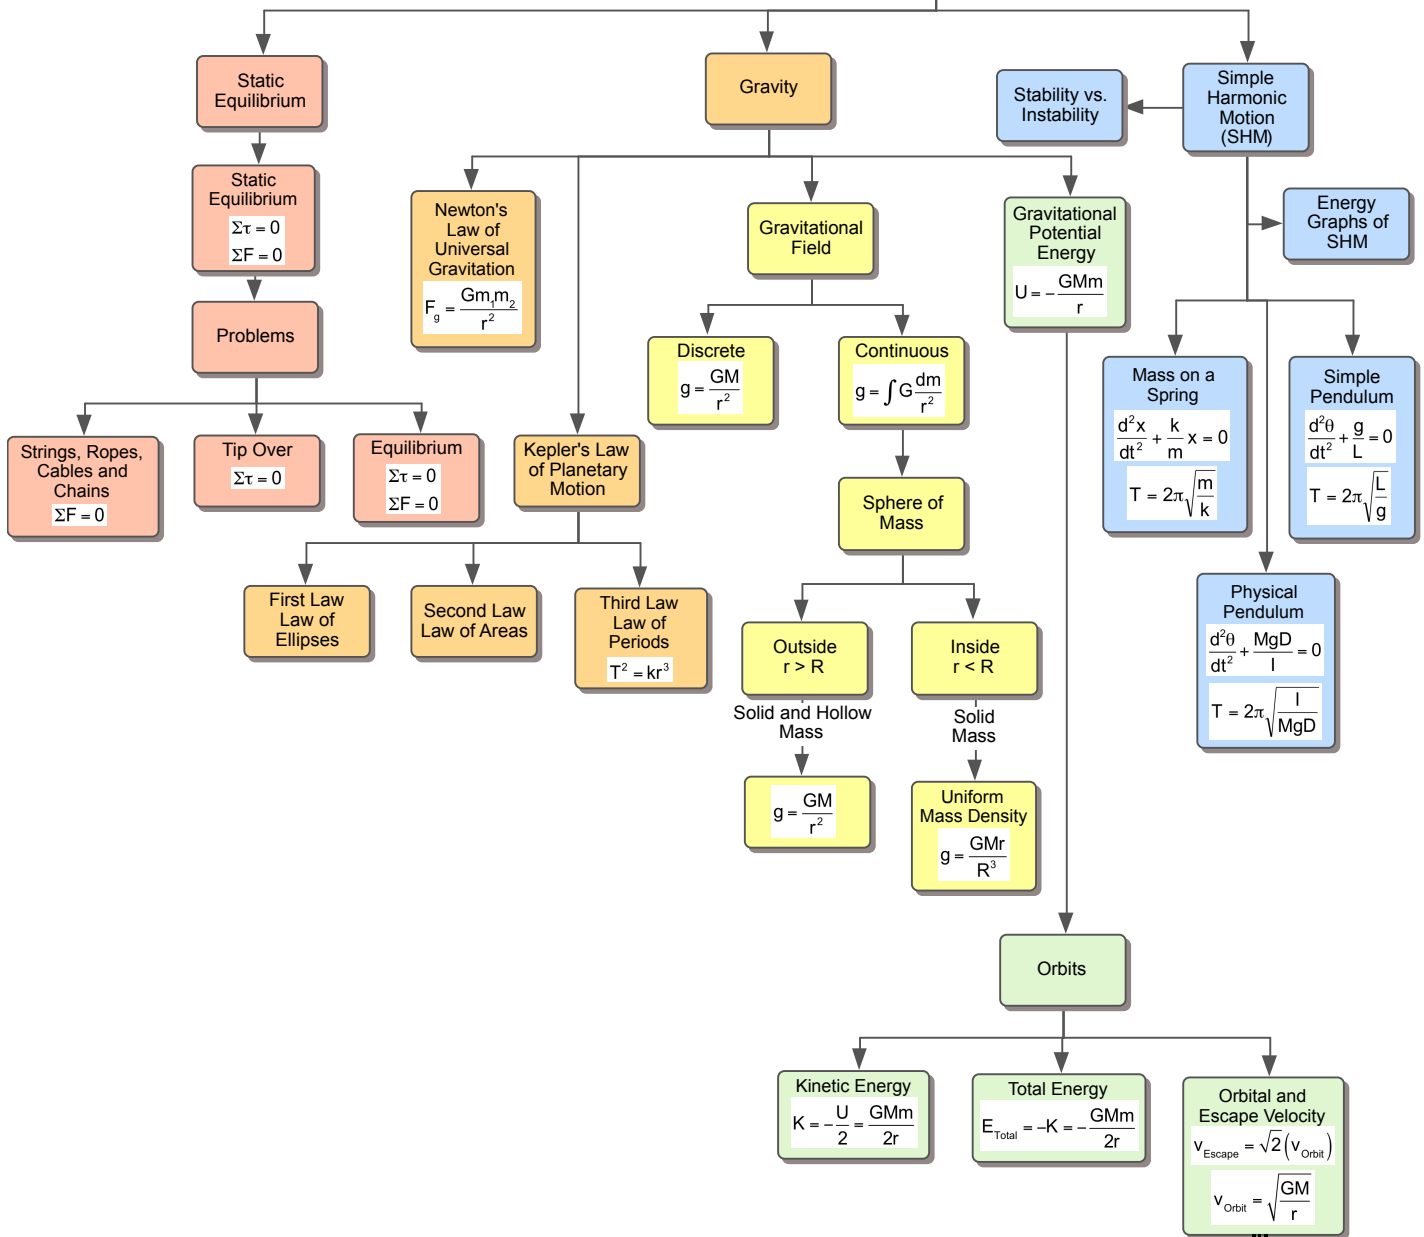 Static
Equilibrium
Static
Equilibrium
Στ = 0
ΣF = 0
Problems
Strings, Ropes,
Cables and
Chains
ΣF = 0
Tip Over
Στ = 0
Equilibrium
Στ = 0
ΣF = 0
Gravity
Newton's
Law of
Universal
Gravitation
F_g = Gm₁m₂ / r²
Kepler's Law
of Planetary
Motion
First Law
Law of
Ellipses
Second Law
Law of Areas
Third Law
Law of
Periods
T² = kr³
Gravitational
Field
Discrete
g = GM / r²
Continuous
g = ∫ G dm / r²
Sphere of
Mass
Outside
r > R
Solid and Hollow
Mass
g = GM / r²
Inside
r < R
Solid
Mass
Uniform
Mass Density
g = GMr / R³
Gravitational
Potential
Energy
U = − GMm / r
Orbits
Kinetic Energy
K = − U / 2 = GMm / 2r
Total Energy
E_Total = −K = − GMm / 2r
Orbital and
Escape Velocity
v_Escape = √2 (v_Orbit)
v_Orbit = √(GM / r)
Simple
Harmonic
Motion
(SHM)
Stability vs.
Instability
Energy
Graphs of
SHM
Mass on a
Spring
d²x / dt² + k / m x = 0
T = 2π √(m / k)
Simple
Pendulum
d²θ / dt² + g / L = 0
T = 2π √(L / g)
Physical
Pendulum
d²θ / dt² + MgD / I = 0
T = 2π √(I / MgD)